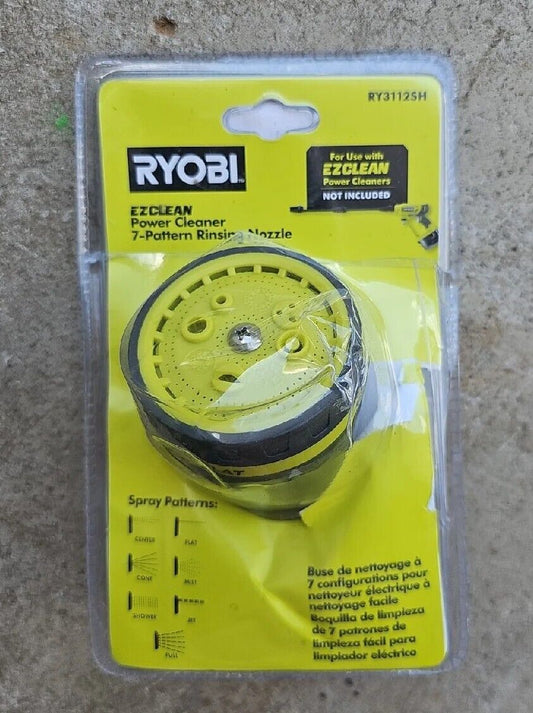 RY3112SH
RYOBI
For Use with
EZCLEAN
Power Cleaners
NOT INCLUDED
EZCLEAN
Power Cleaner
7-Pattern Rinsing Nozzle
Spray Patterns:
CENTER
FLAT
CONE
MIST
SHOWER
JET
FULL
Buse de nettoyage à
7 configurations pour
nettoyeur électrique à
nettoyage facile
Boquilla de limpieza
de 7 patrones de
limpieza fácil para
limpiador eléctrico